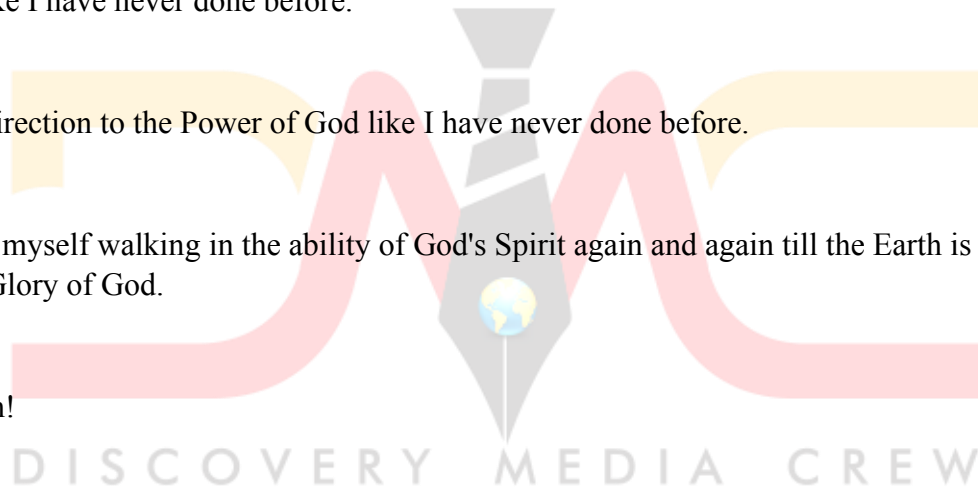 I have never done before.
irection to the Power of God like I have never done before.
myself walking in the ability of God's Spirit again and again till the Earth is
Glory of God.
!
DMC
DISCOVERY MEDIA CREW